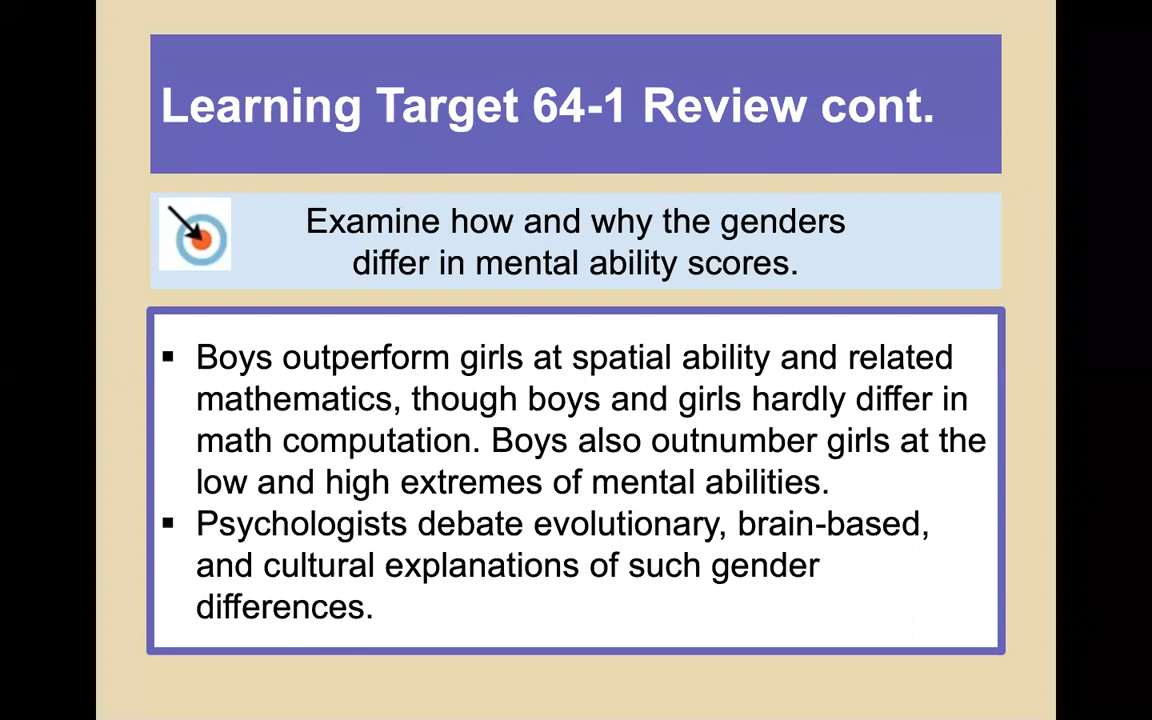 Learning Target 64-1 Review cont.
Examine how and why the genders
differ in mental ability scores.
▪ Boys outperform girls at spatial ability and related
mathematics, though boys and girls hardly differ in
math computation. Boys also outnumber girls at the
low and high extremes of mental abilities.
▪ Psychologists debate evolutionary, brain-based,
and cultural explanations of such gender
differences.